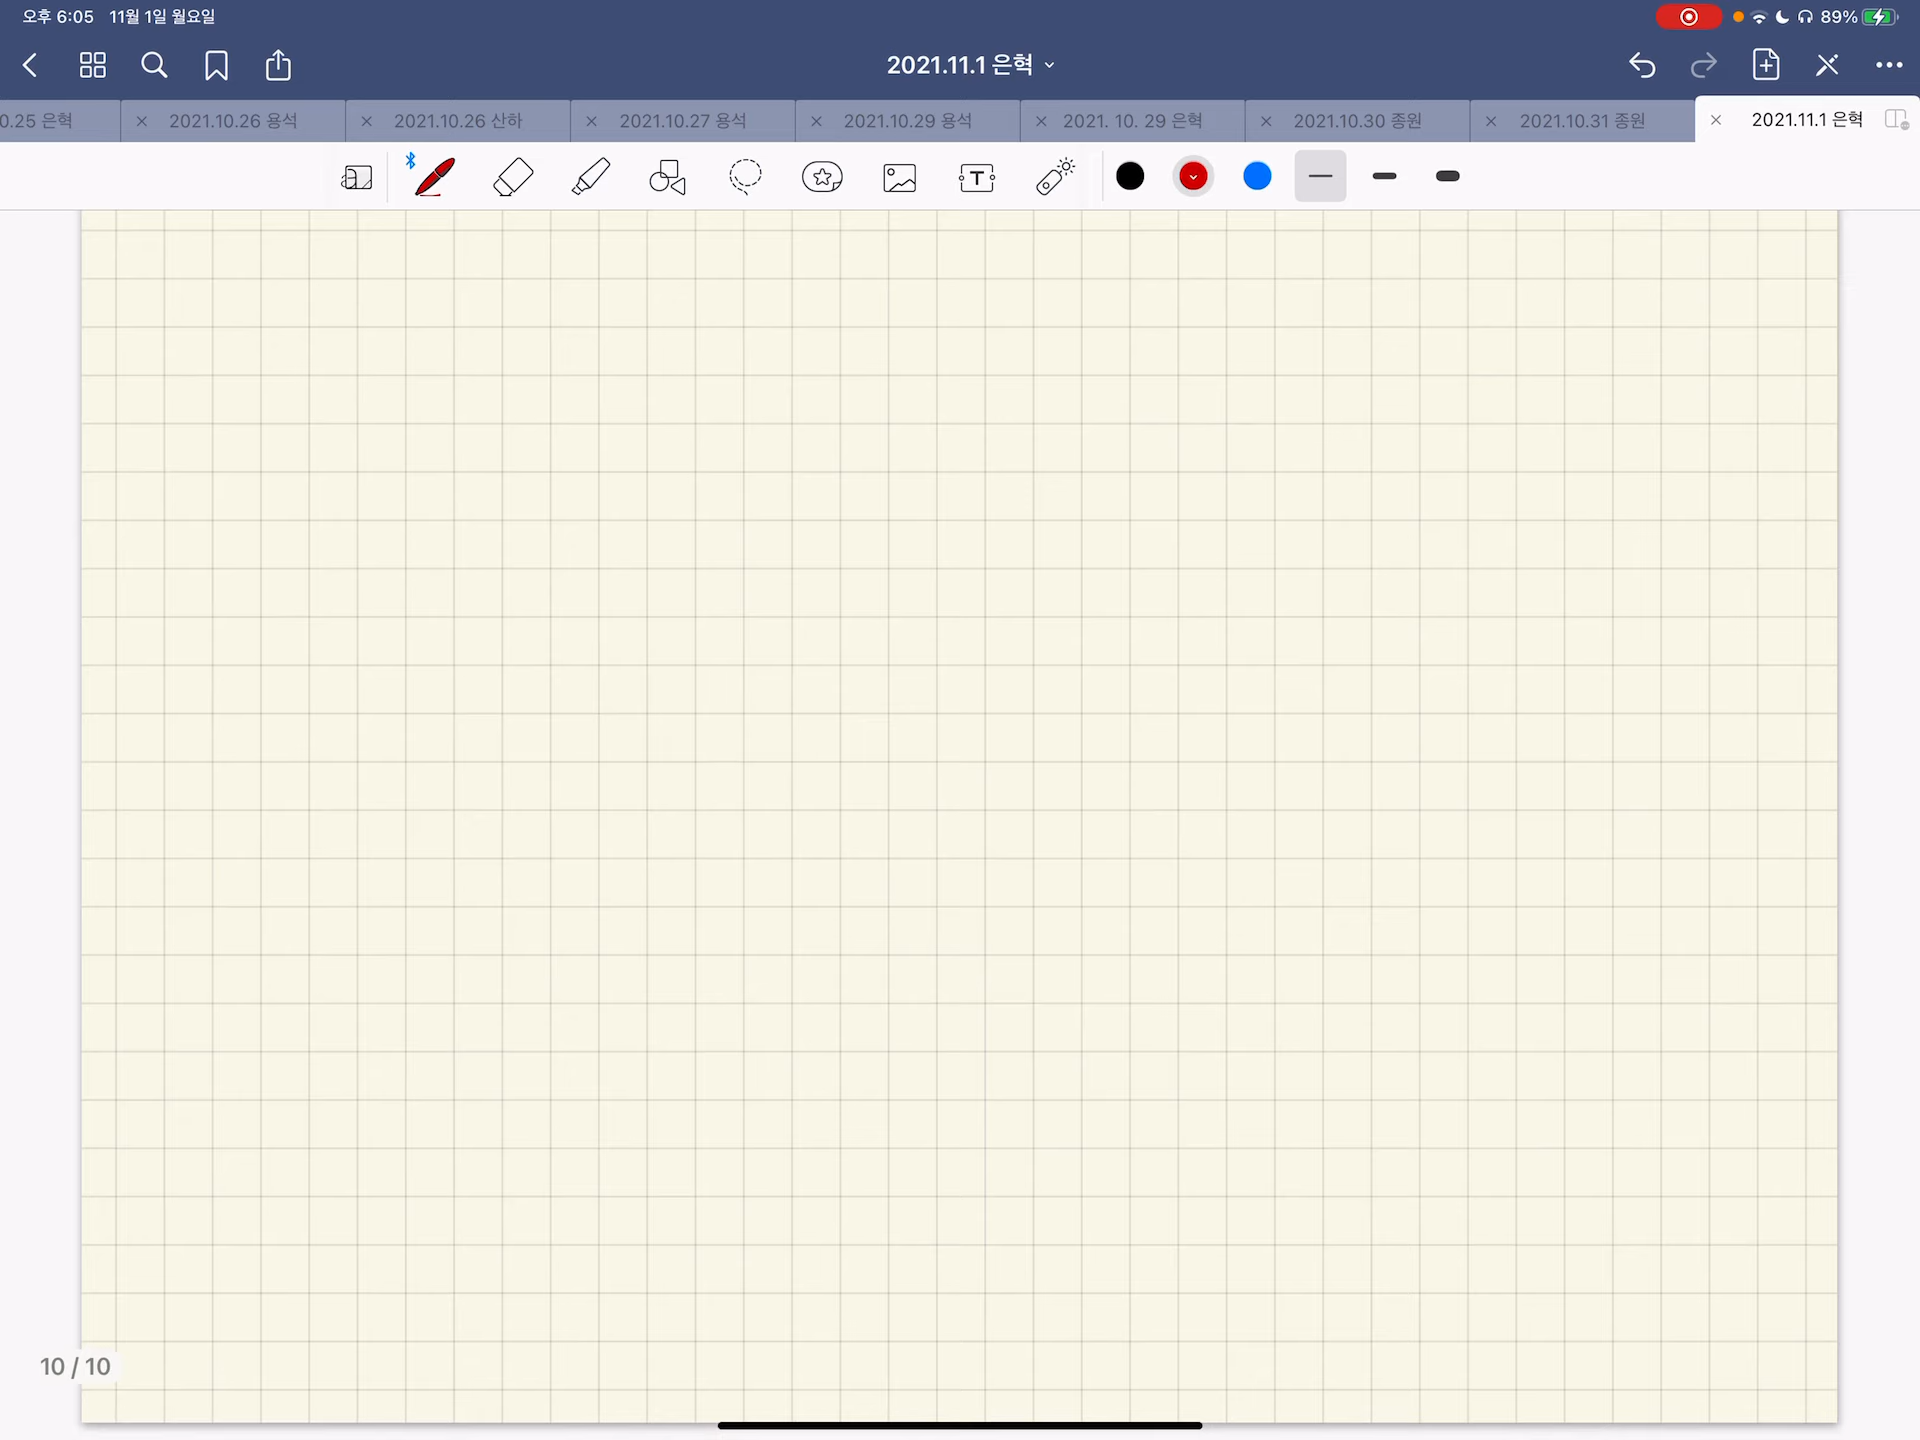 오후 6:05 11월 1일 월요일
89%
2021.11.1 은혁
0.25 은혁
2021.10.26 용석
2021.10.26 산하
2021.10.27 용석
2021.10.29 용석
2021. 10. 29 은혁
2021.10.30 종원
2021.10.31 종원
2021.11.1 은혁
10 / 10